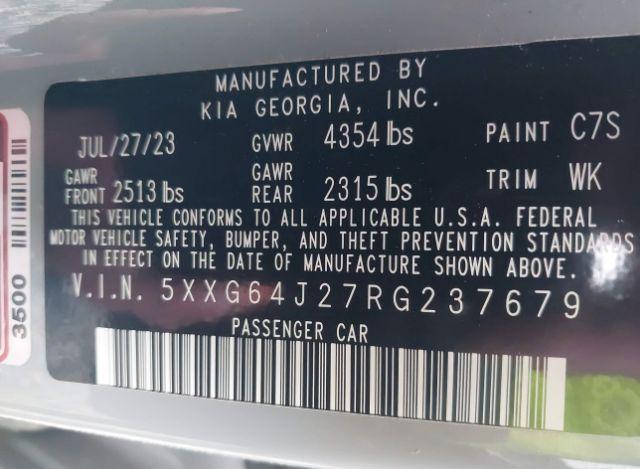 MANUFACTURED BY
KIA GEORGIA, INC.
JUL/27/23 GVWR 4354 lbs PAINT C7S
GAWR FRONT 2513 lbs GAWR REAR 2315 lbs TRIM WK
THIS VEHICLE CONFORMS TO ALL APPLICABLE U.S.A. FEDERAL
MOTOR VEHICLE SAFETY, BUMPER, AND THEFT PREVENTION STANDARDS
IN EFFECT ON THE DATE OF MANUFACTURE SHOWN ABOVE.
V.I.N. 5XXG64J27RG237679
PASSENGER CAR
3500